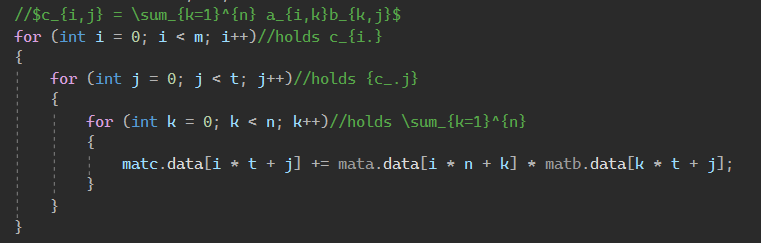 //$c_{i,j} = \sum_{k=1}^{n} a_{i,k}b_{k,j}$
for (int i = 0; i < m; i++)//holds c_{i.}
{
for (int j = 0; j < t; j++)//holds {c_.j}
{
for (int k = 0; k < n; k++)//holds \sum_{k=1}^{n}
{
matc.data[i * t + j] += mata.data[i * n + k] * matb.data[k * t + j];
}
}
}